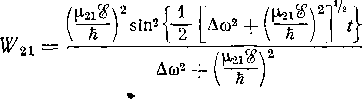 W_{21} = \frac{\left(\frac{\mu_{21}\mathscr{E}}{\hbar}\right)^2 \sin^2\left\{\frac{1}{2}\left[\Delta\omega^2 + \left(\frac{\mu_{21}\mathscr{E}}{\hbar}\right)^2\right]^{1/2} t\right\}}{\Delta\omega^2 + \left(\frac{\mu_{21}\mathscr{E}}{\hbar}\right)^2}